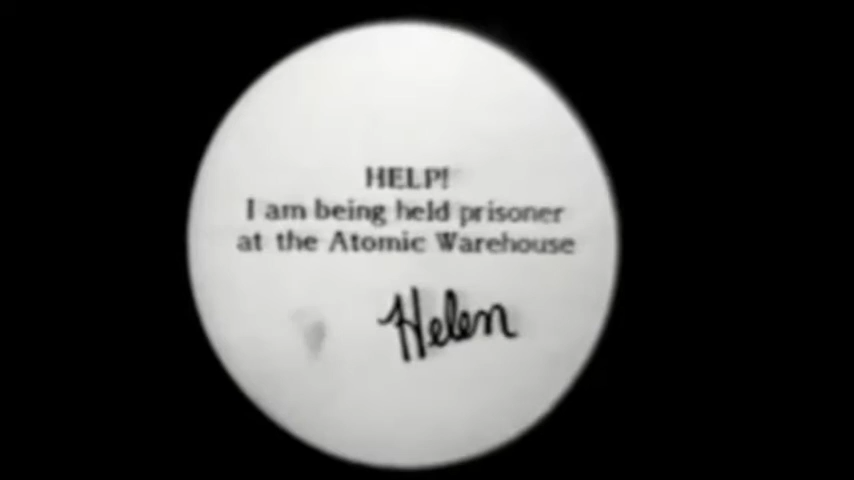 HELP!
I am being held prisoner
at the Atomic Warehouse
Helen